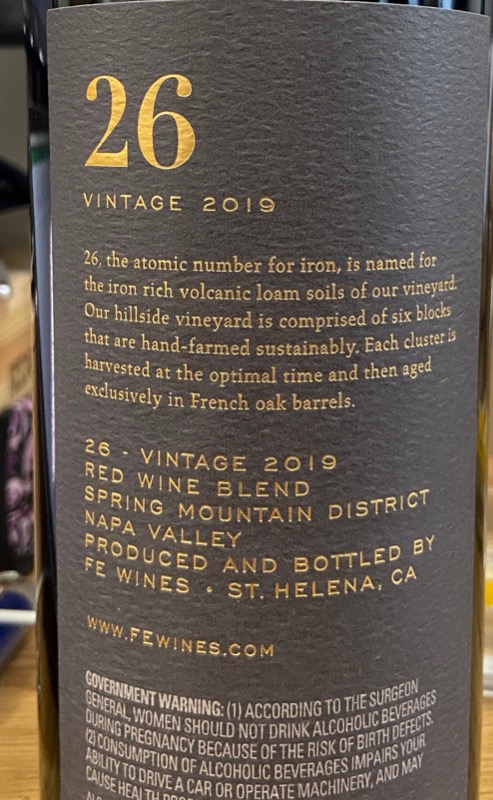 26
VINTAGE 2019
26, the atomic number for iron, is named for
the iron rich volcanic loam soils of our vineyard.
Our hillside vineyard is comprised of six blocks
that are hand-farmed sustainably. Each cluster is
harvested at the optimal time and then aged
exclusively in French oak barrels.
26 - VINTAGE 2019
RED WINE BLEND
SPRING MOUNTAIN DISTRICT
NAPA VALLEY
PRODUCED AND BOTTLED BY
FE WINES • ST. HELENA, CA
WWW.FEWINES.COM
GOVERNMENT WARNING: (1) ACCORDING TO THE SURGEON
GENERAL, WOMEN SHOULD NOT DRINK ALCOHOLIC BEVERAGES
DURING PREGNANCY BECAUSE OF THE RISK OF BIRTH DEFECTS.
(2) CONSUMPTION OF ALCOHOLIC BEVERAGES IMPAIRS YOUR
ABILITY TO DRIVE A CAR OR OPERATE MACHINERY, AND MAY
CAUSE HEALTH